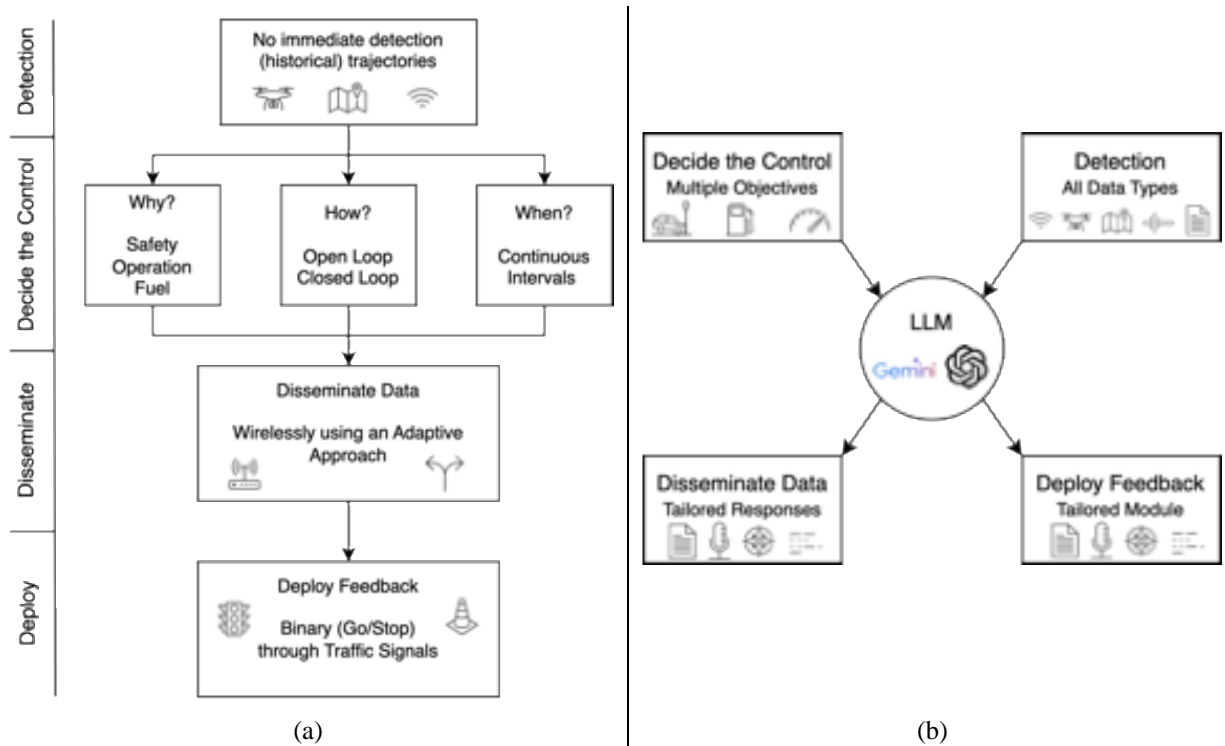 Detection
No immediate detection
(historical) trajectories
Decide the Control
Why?
Safety
Operation
Fuel
How?
Open Loop
Closed Loop
When?
Continuous
Intervals
Disseminate
Disseminate Data
Wirelessly using an Adaptive
Approach
Deploy
Deploy Feedback
Binary (Go/Stop)
through Traffic Signals
(a)
Decide the Control
Multiple Objectives
Detection
All Data Types
LLM
Gemini
Disseminate Data
Tailored Responses
Deploy Feedback
Tailored Module
(b)